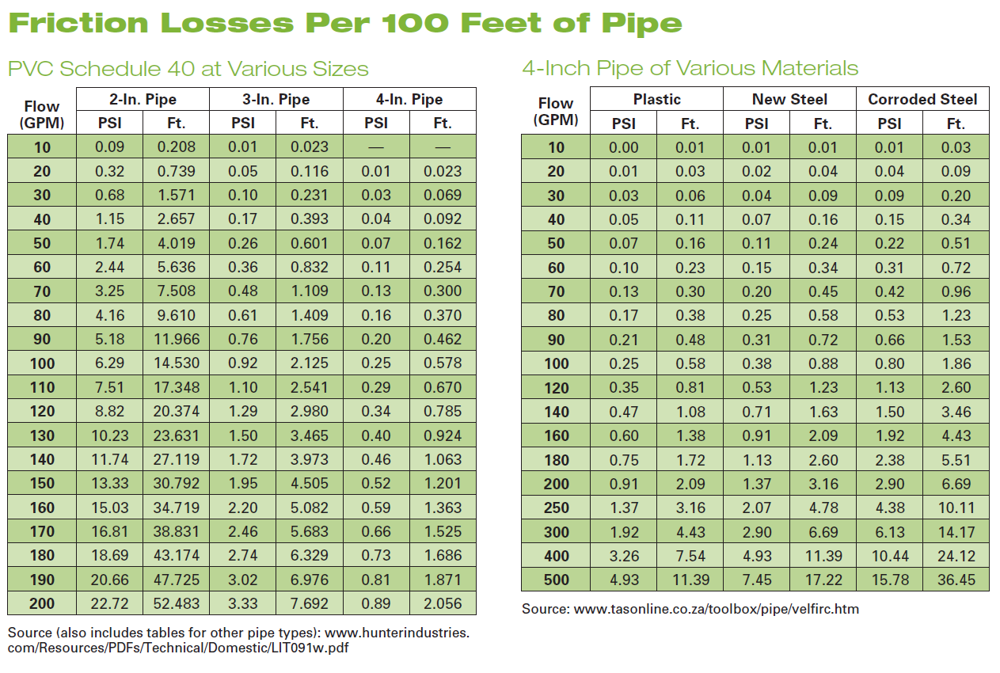 Friction Losses Per 100 Feet of Pipe
PVC Schedule 40 at Various Sizes
Flow (GPM) 2-In. Pipe 3-In. Pipe 4-In. Pipe
PSI Ft. PSI Ft. PSI Ft.
10 0.09 0.208 0.01 0.023 — —
20 0.32 0.739 0.05 0.116 0.01 0.023
30 0.68 1.571 0.10 0.231 0.03 0.069
40 1.15 2.657 0.17 0.393 0.04 0.092
50 1.74 4.019 0.26 0.601 0.07 0.162
60 2.44 5.636 0.36 0.832 0.11 0.254
70 3.25 7.508 0.48 1.109 0.13 0.300
80 4.16 9.610 0.61 1.409 0.16 0.370
90 5.18 11.966 0.76 1.756 0.20 0.462
100 6.29 14.530 0.92 2.125 0.25 0.578
110 7.51 17.348 1.10 2.541 0.29 0.670
120 8.82 20.374 1.29 2.980 0.34 0.785
130 10.23 23.631 1.50 3.465 0.40 0.924
140 11.74 27.119 1.72 3.973 0.46 1.063
150 13.33 30.792 1.95 4.505 0.52 1.201
160 15.03 34.719 2.20 5.082 0.59 1.363
170 16.81 38.831 2.46 5.683 0.66 1.525
180 18.69 43.174 2.74 6.329 0.73 1.686
190 20.66 47.725 3.02 6.976 0.81 1.871
200 22.72 52.483 3.33 7.692 0.89 2.056
Source (also includes tables for other pipe types): www.hunterindustries.
com/Resources/PDFs/Technical/Domestic/LIT091w.pdf
4-Inch Pipe of Various Materials
Flow (GPM) Plastic New Steel Corroded Steel
PSI Ft. PSI Ft. PSI Ft.
10 0.00 0.01 0.01 0.01 0.01 0.03
20 0.01 0.03 0.02 0.04 0.04 0.09
30 0.03 0.06 0.04 0.09 0.09 0.20
40 0.05 0.11 0.07 0.16 0.15 0.34
50 0.07 0.16 0.11 0.24 0.22 0.51
60 0.10 0.23 0.15 0.34 0.31 0.72
70 0.13 0.30 0.20 0.45 0.42 0.96
80 0.17 0.38 0.25 0.58 0.53 1.23
90 0.21 0.48 0.31 0.72 0.66 1.53
100 0.25 0.58 0.38 0.88 0.80 1.86
120 0.35 0.81 0.53 1.23 1.13 2.60
140 0.47 1.08 0.71 1.63 1.50 3.46
160 0.60 1.38 0.91 2.09 1.92 4.43
180 0.75 1.72 1.13 2.60 2.38 5.51
200 0.91 2.09 1.37 3.16 2.90 6.69
250 1.37 3.16 2.07 4.78 4.38 10.11
300 1.92 4.43 2.90 6.69 6.13 14.17
400 3.26 7.54 4.93 11.39 10.44 24.12
500 4.93 11.39 7.45 17.22 15.78 36.45
Source: www.tasonline.co.za/toolbox/pipe/velfirc.htm